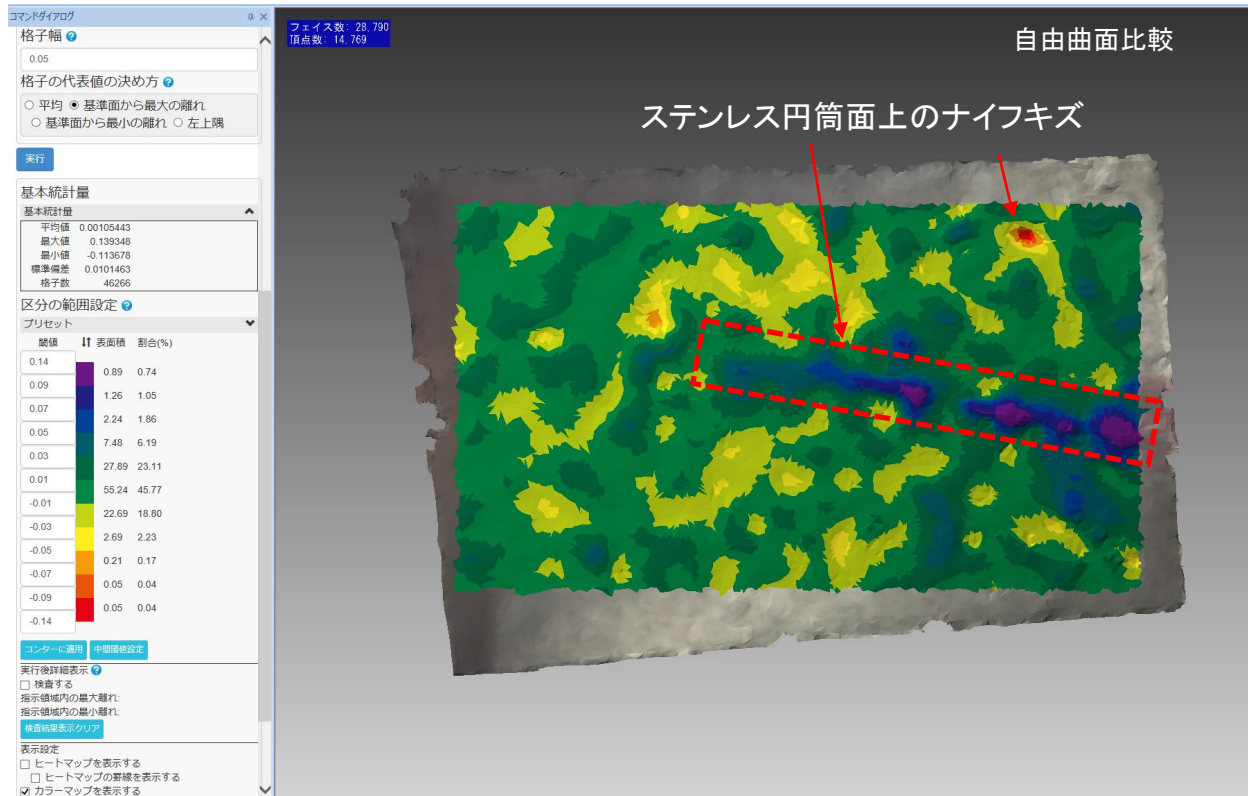 コマンドダイアログ
格子幅
0.05
格子の代表値の決め方
平均 基準面から最大の離れ
基準面から最小の離れ 左上隅
実行
基本統計量
基本統計量
平均値 0.00105443
最大値 0.139348
最小値 -0.113678
標準偏差 0.0101463
格子数 46266
区分の範囲設定
プリセット
閾値 表面積 割合(%)
0.14
0.89 0.74
0.09
1.26 1.05
0.07
2.24 1.86
0.05
7.48 6.19
0.03
27.89 23.11
0.01
55.24 45.77
-0.01
22.69 18.80
-0.03
2.69 2.23
-0.05
0.21 0.17
-0.07
0.05 0.04
-0.09
0.05 0.04
-0.14
コンターに適用 中間閾値設定
実行後詳細表示
検査する
指示領域内の最大離れ:
指示領域内の最小離れ:
検査結果表示クリア
表示設定
ヒートマップを表示する
ヒートマップの罫線を表示する
カラーマップを表示する
フェイス数: 28,790
頂点数: 14,769
自由曲面比較
ステンレス円筒面上のナイフキズ